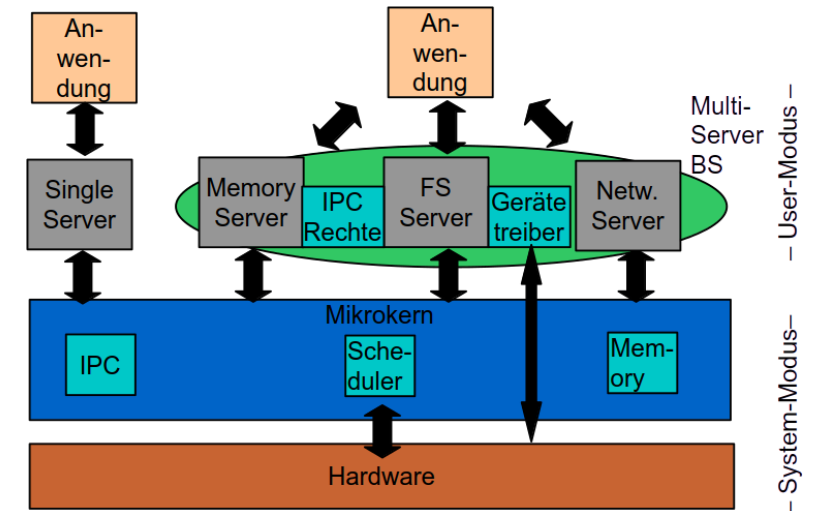 An-
wen-
dung
An-
wen-
dung
Multi-
Server
BS
Single
Server
Memory
Server
IPC
Rechte
FS
Server
Geräte
treiber
Netw.
Server
– User-Modus –
Mikrokern
IPC
Sche-
duler
Mem-
ory
– System-Modus–
Hardware